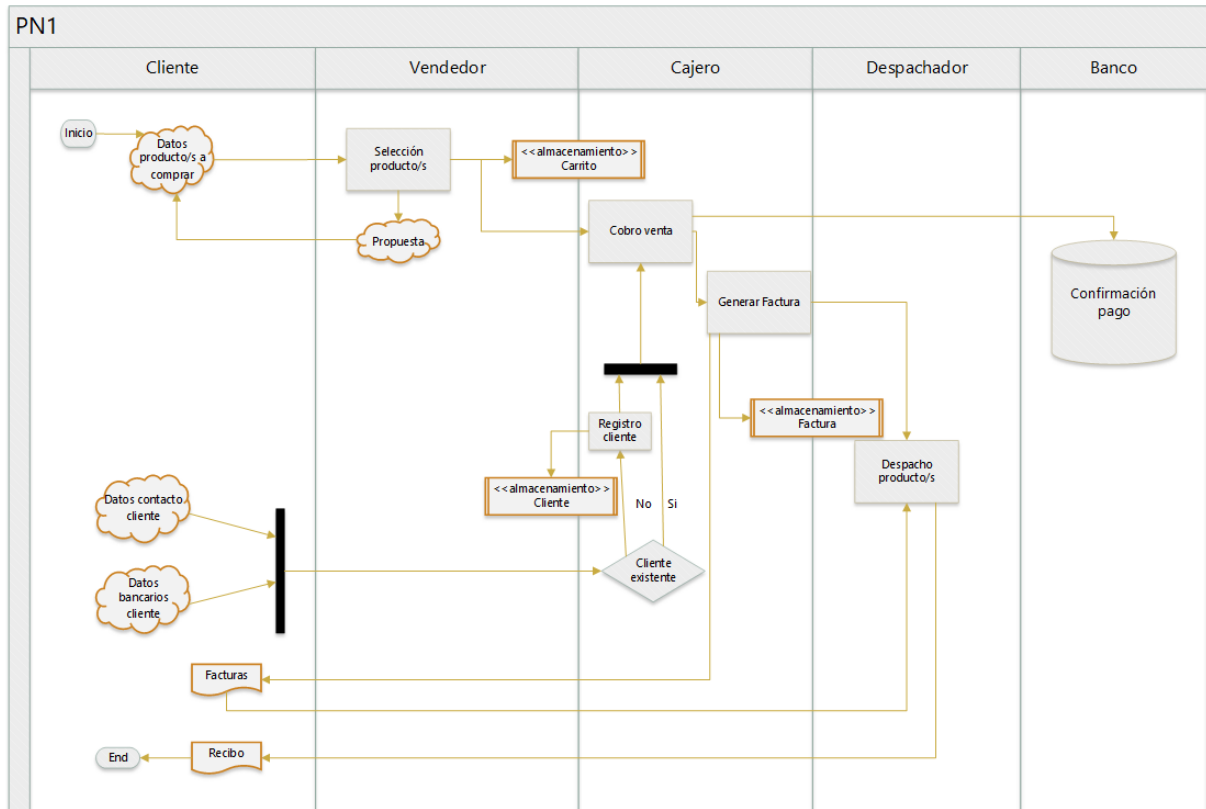 PN1
Cliente
Vendedor
Cajero
Despachador
Banco
Inicio
Datos
producto/s a
comprar
Selección
producto/s
<<almacenamiento>>
Carrito
Propuesta
Cobro venta
Confirmación
pago
Generar Factura
<<almacenamiento>>
Factura
Registro
cliente
<<almacenamiento>>
Cliente
No
Si
Despacho
producto/s
Datos contacto
cliente
Datos
bancarios
cliente
Cliente
existente
Facturas
Recibo
End